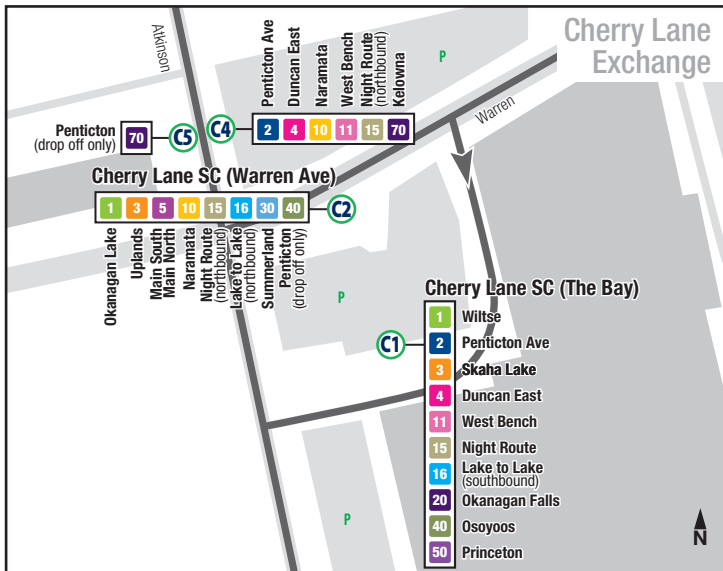 Cherry Lane
Exchange
Atkinson
P
Warren
Penticton Ave
Duncan East
Naramata
West Bench
Night Route
(northbound)
Kelowna
C4
2 4 10 11 15 70
Penticton
(drop off only)
70
C5
Cherry Lane SC (Warren Ave)
1 3 5 10 15 16 30 40
C2
Okanagan Lake
Uplands
Main South
Main North
Naramata
Night Route
(northbound)
Lake to Lake
(northbound)
Summerland
Penticton
(drop off only)
P
Cherry Lane SC (The Bay)
C1
1 Wiltse
2 Penticton Ave
3 Skaha Lake
4 Duncan East
11 West Bench
15 Night Route
16 Lake to Lake
(southbound)
20 Okanagan Falls
40 Osoyoos
50 Princeton
P
N